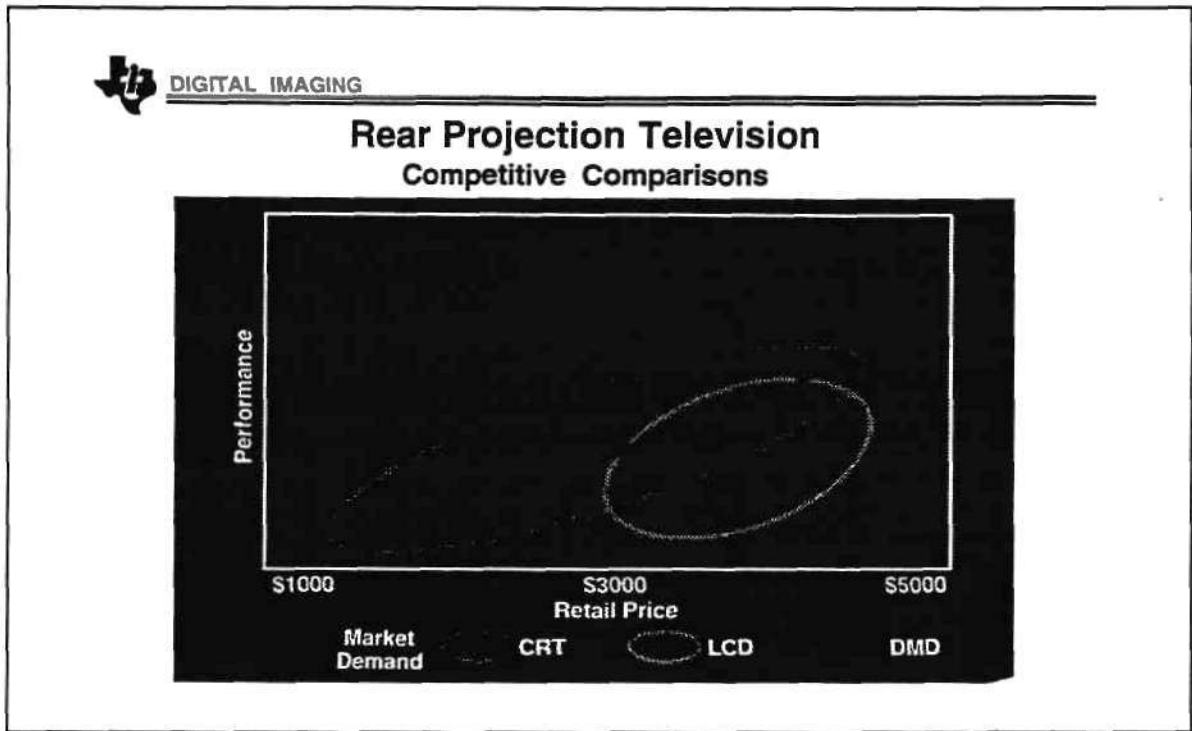 DIGITAL IMAGING
Rear Projection Television
Competitive Comparisons
Performance
$1000 $3000 $5000
Retail Price
Market Demand CRT LCD DMD